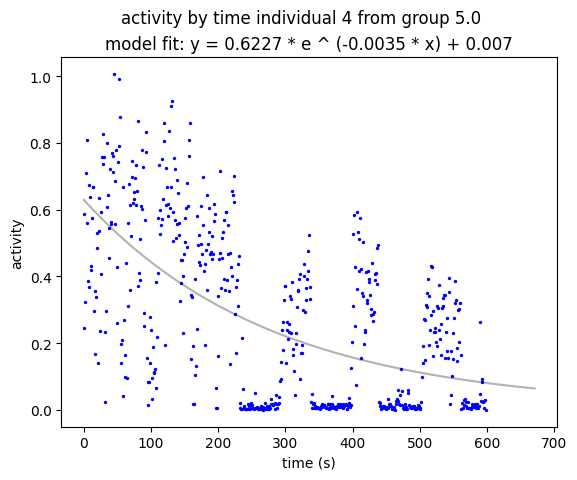 activity by time individual 4 from group 5.0
model fit: y = 0.6227 * e ^ (-0.0035 * x) + 0.007
1.0
0.8
0.6
0.4
0.2
0.0
activity
0 100 200 300 400 500 600 700
time (s)